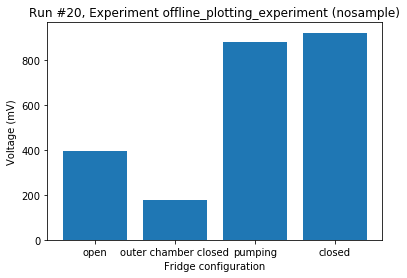 Run #20, Experiment offline_plotting_experiment (nosample)
800
600
400
200
0
Voltage (mV)
open outer chamber closed pumping closed
Fridge configuration